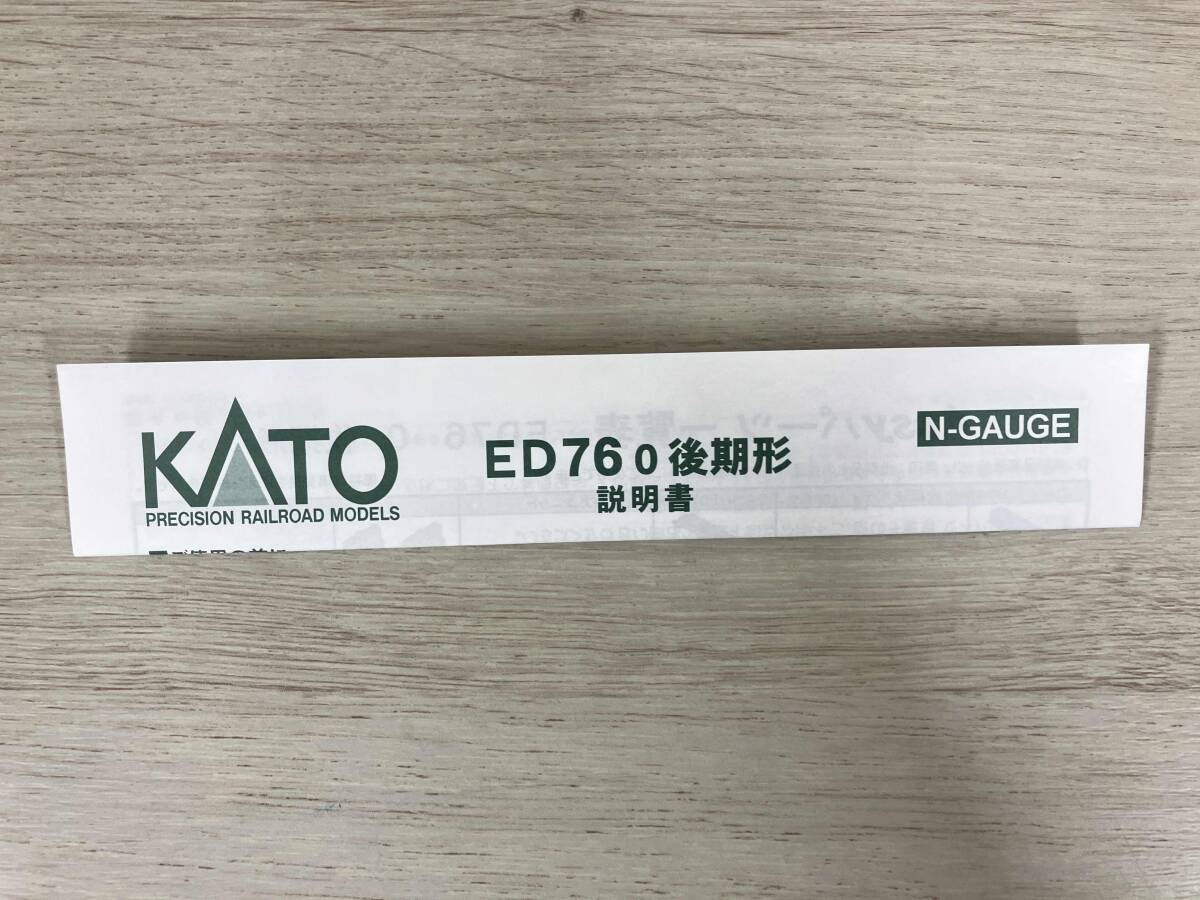 KATO
PRECISION RAILROAD MODELS
ED76 0 後期形
説明書
N-GAUGE